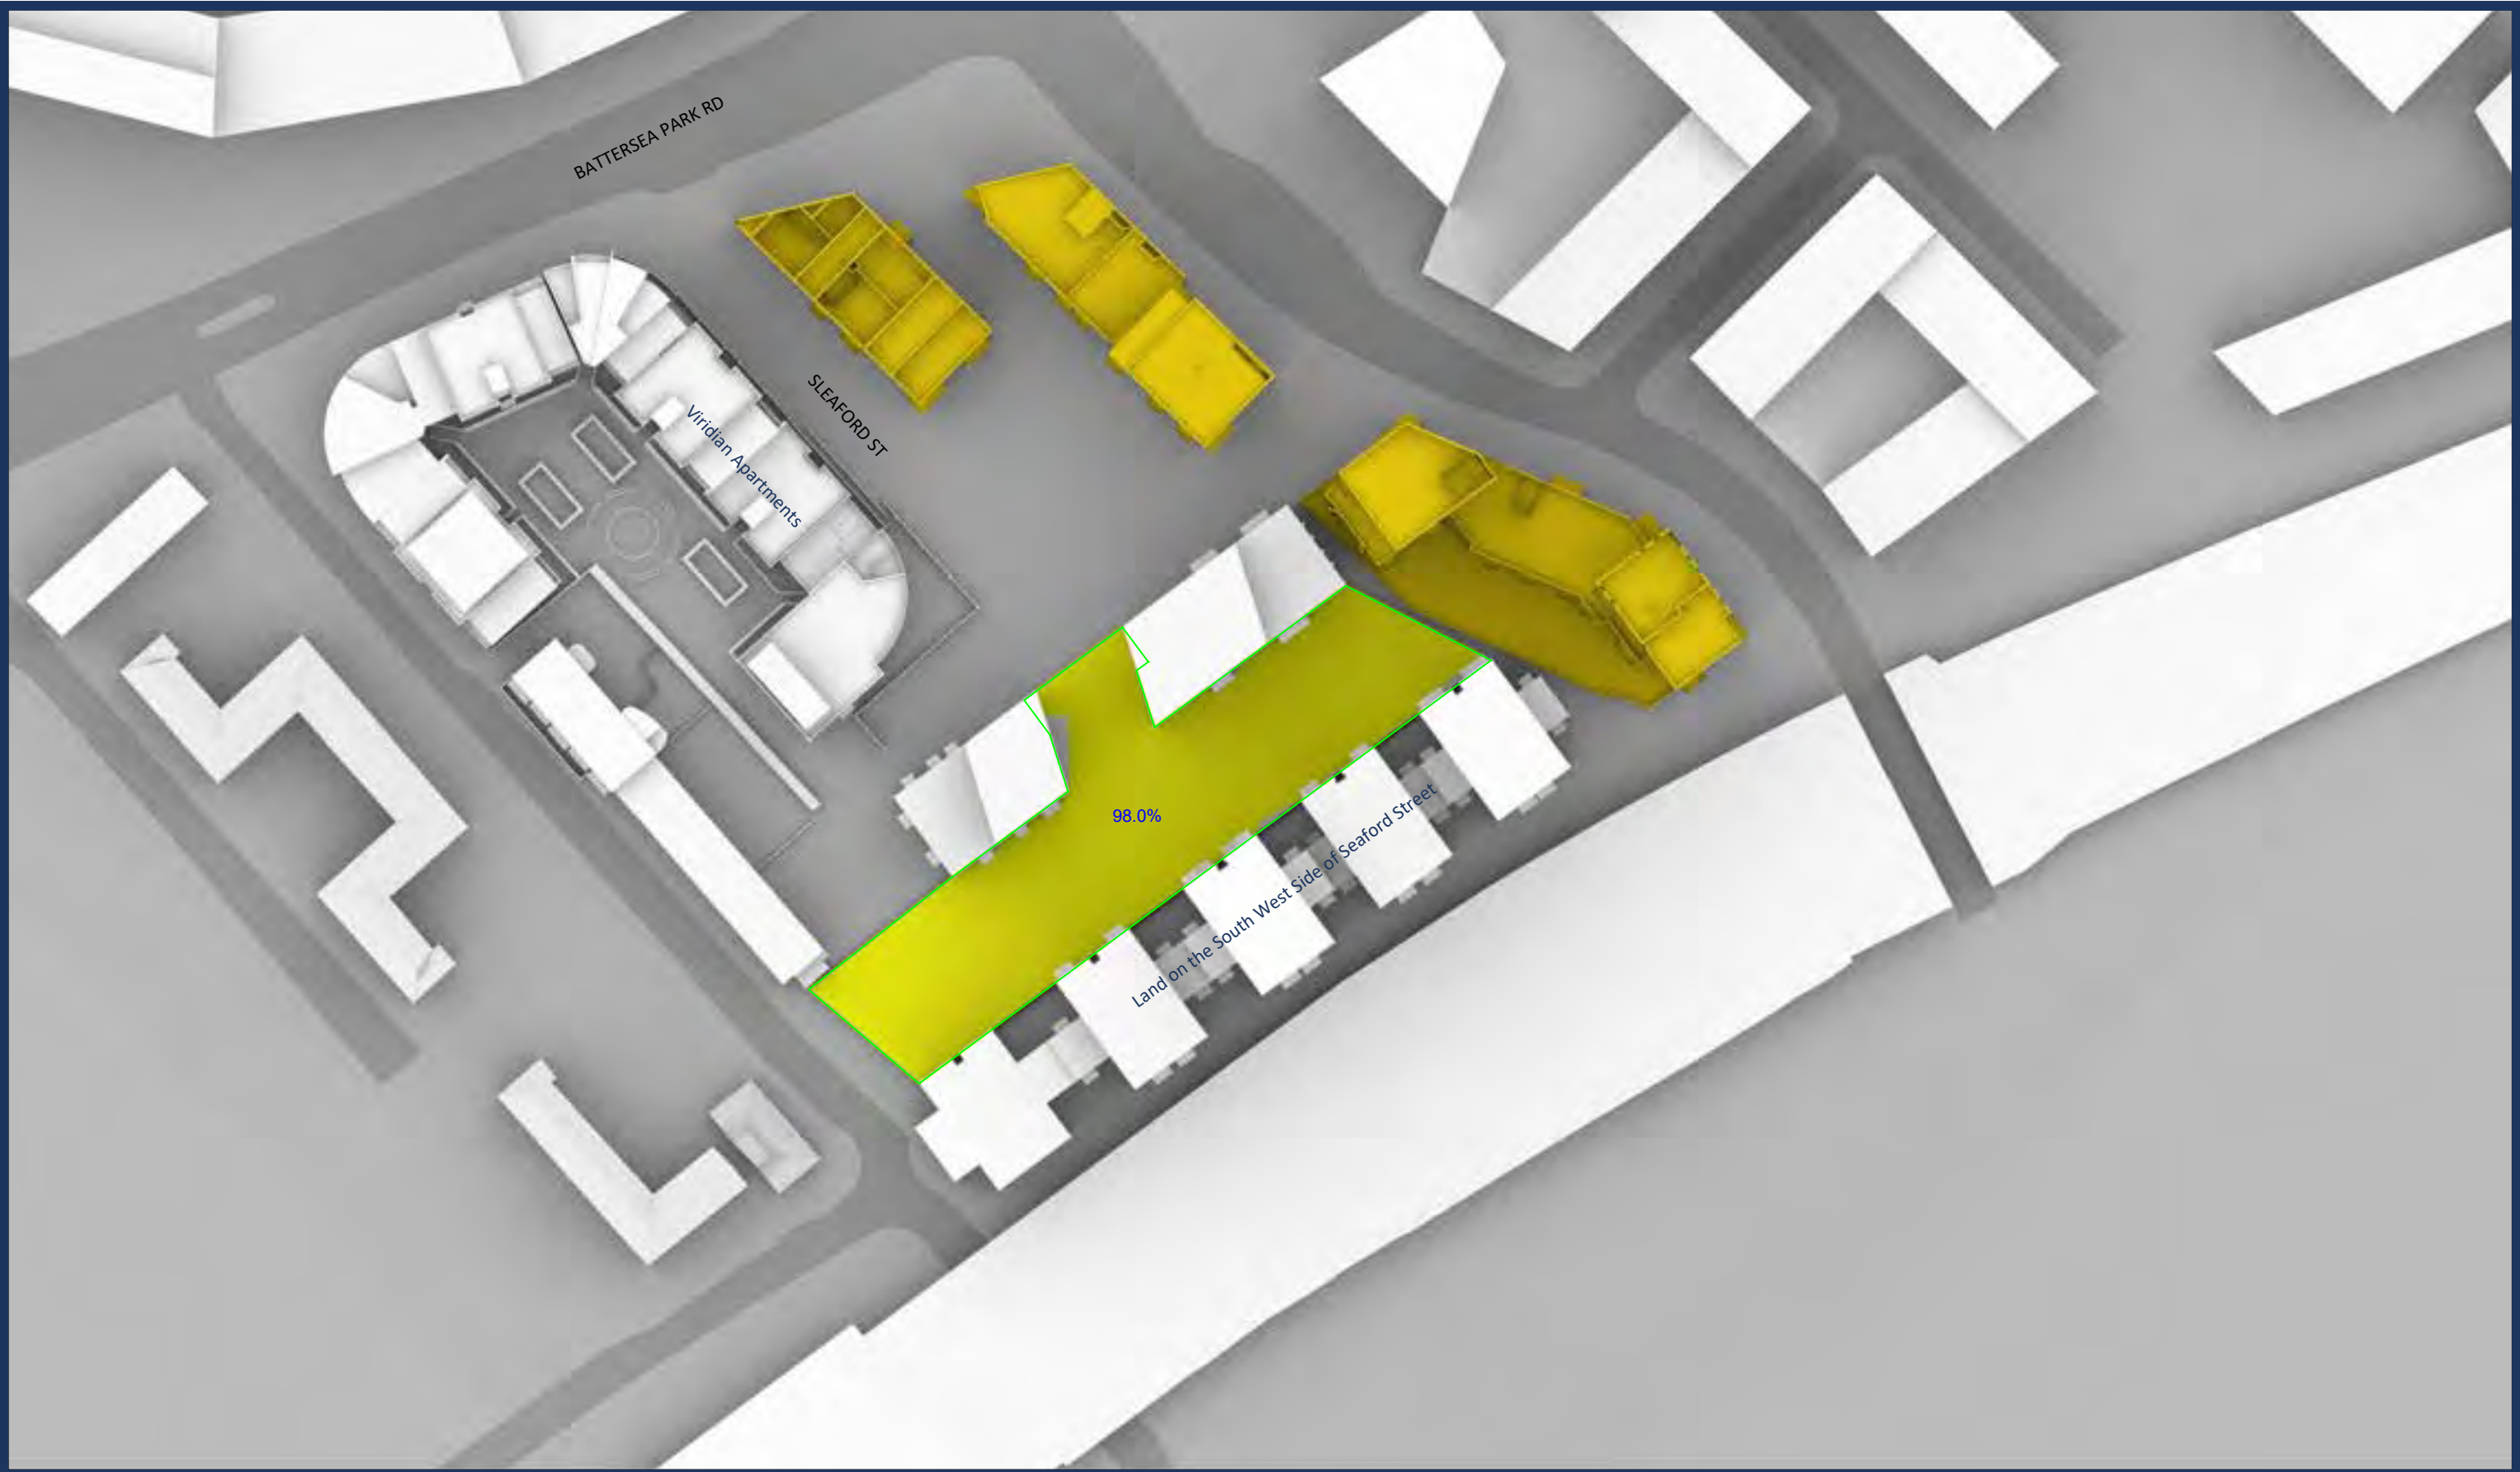 BATTERSEA PARK RD
SLEAFORD ST
Viridian Apartments
98.0%
Land on the South West Side of Seaford Street